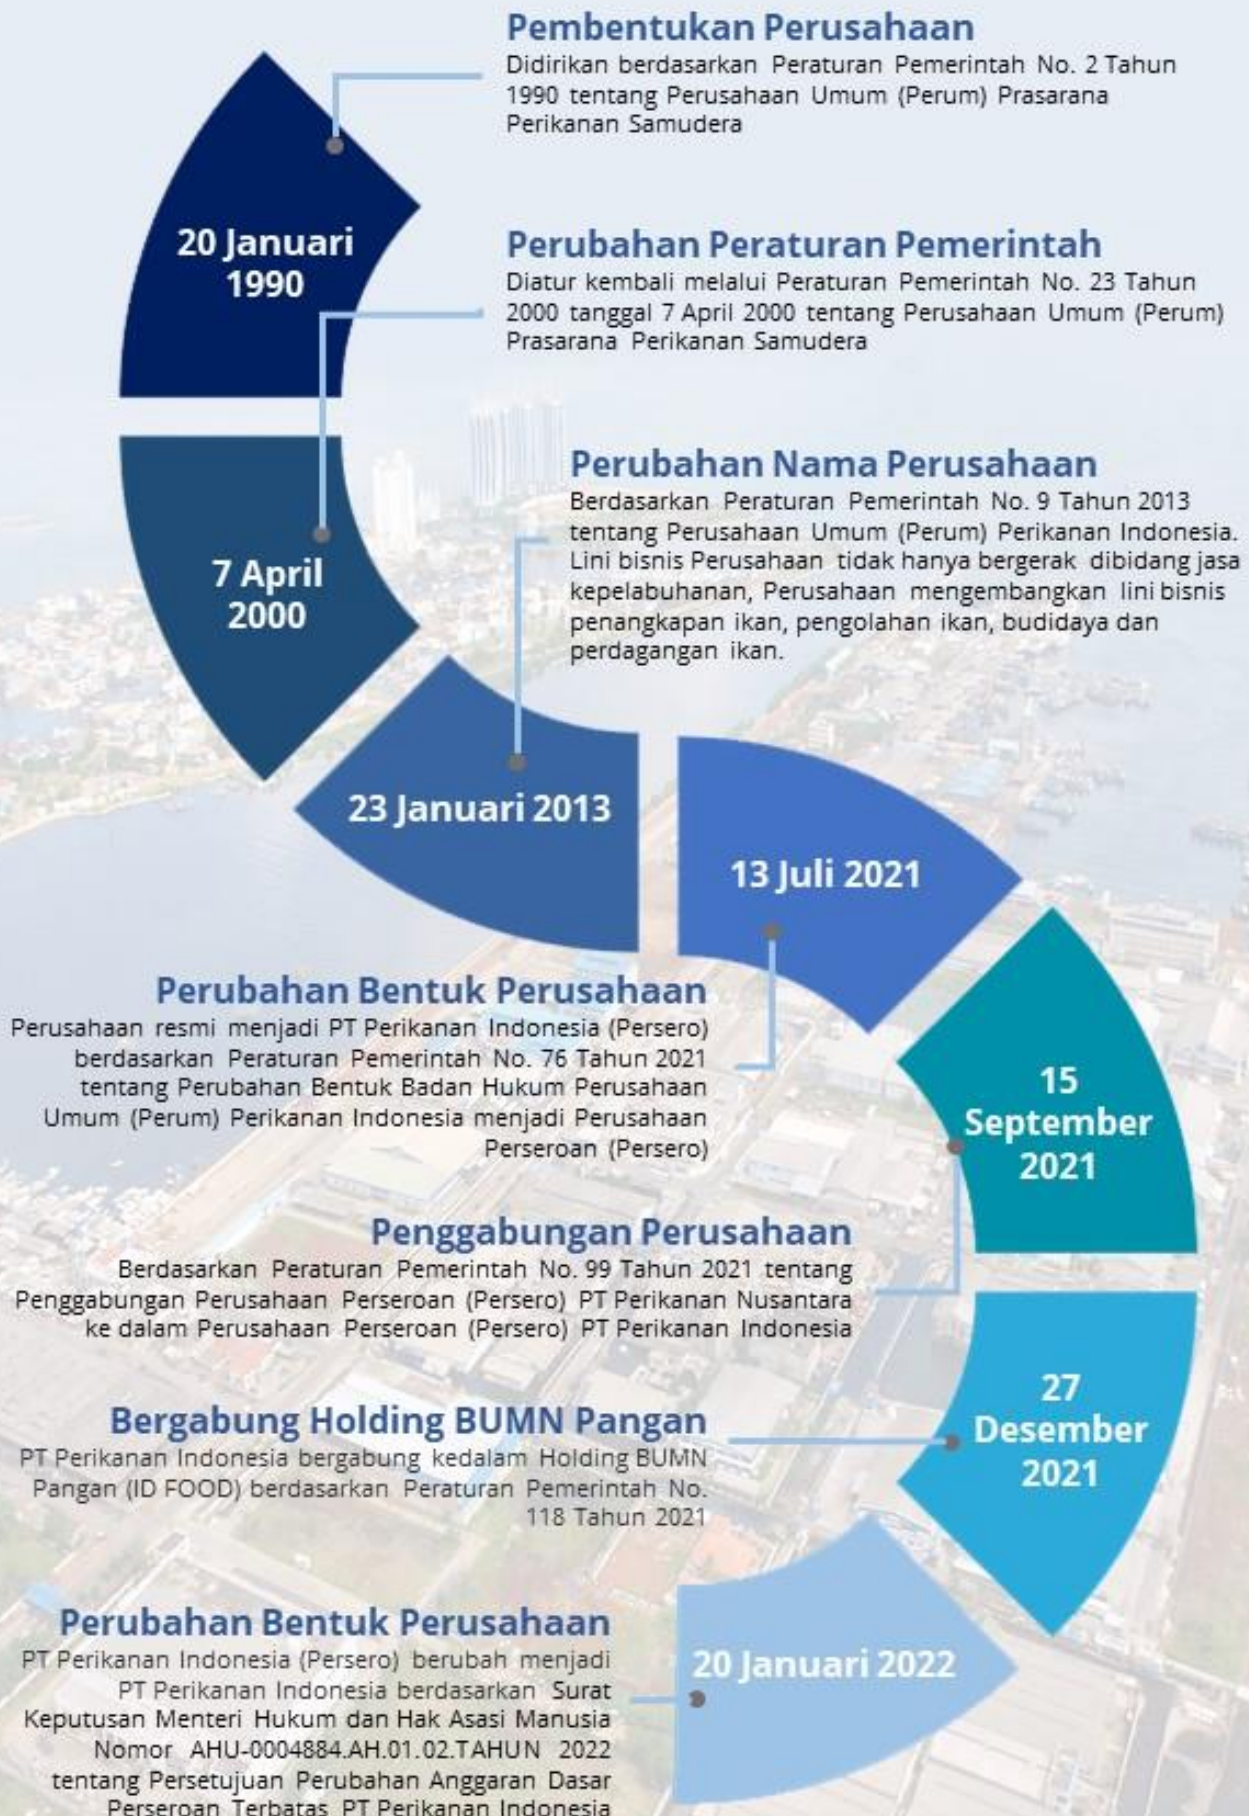 Pembentukan Perusahaan
Didirikan berdasarkan Peraturan Pemerintah No. 2 Tahun
1990 tentang Perusahaan Umum (Perum) Prasarana
Perikanan Samudera
20 Januari
1990
Perubahan Peraturan Pemerintah
Diatur kembali melalui Peraturan Pemerintah No. 23 Tahun
2000 tanggal 7 April 2000 tentang Perusahaan Umum (Perum)
Prasarana Perikanan Samudera
7 April
2000
Perubahan Nama Perusahaan
Berdasarkan Peraturan Pemerintah No. 9 Tahun 2013
tentang Perusahaan Umum (Perum) Perikanan Indonesia.
Lini bisnis Perusahaan tidak hanya bergerak dibidang jasa
kepelabuhanan, Perusahaan mengembangkan lini bisnis
penangkapan ikan, pengolahan ikan, budidaya dan
perdagangan ikan.
23 Januari 2013
13 Juli 2021
Perubahan Bentuk Perusahaan
Perusahaan resmi menjadi PT Perikanan Indonesia (Persero)
berdasarkan Peraturan Pemerintah No. 76 Tahun 2021
tentang Perubahan Bentuk Badan Hukum Perusahaan
Umum (Perum) Perikanan Indonesia menjadi Perusahaan
Perseroan (Persero)
15
September
2021
Penggabungan Perusahaan
Berdasarkan Peraturan Pemerintah No. 99 Tahun 2021 tentang
Penggabungan Perusahaan Perseroan (Persero) PT Perikanan Nusantara
ke dalam Perusahaan Perseroan (Persero) PT Perikanan Indonesia
27
Desember
2021
Bergabung Holding BUMN Pangan
PT Perikanan Indonesia bergabung kedalam Holding BUMN
Pangan (ID FOOD) berdasarkan Peraturan Pemerintah No.
118 Tahun 2021
Perubahan Bentuk Perusahaan
PT Perikanan Indonesia (Persero) berubah menjadi
PT Perikanan Indonesia berdasarkan Surat
Keputusan Menteri Hukum dan Hak Asasi Manusia
Nomor AHU-0004884.AH.01.02.TAHUN 2022
tentang Persetujuan Perubahan Anggaran Dasar
Perseroan Terbatas PT Perikanan Indonesia
20 Januari 2022